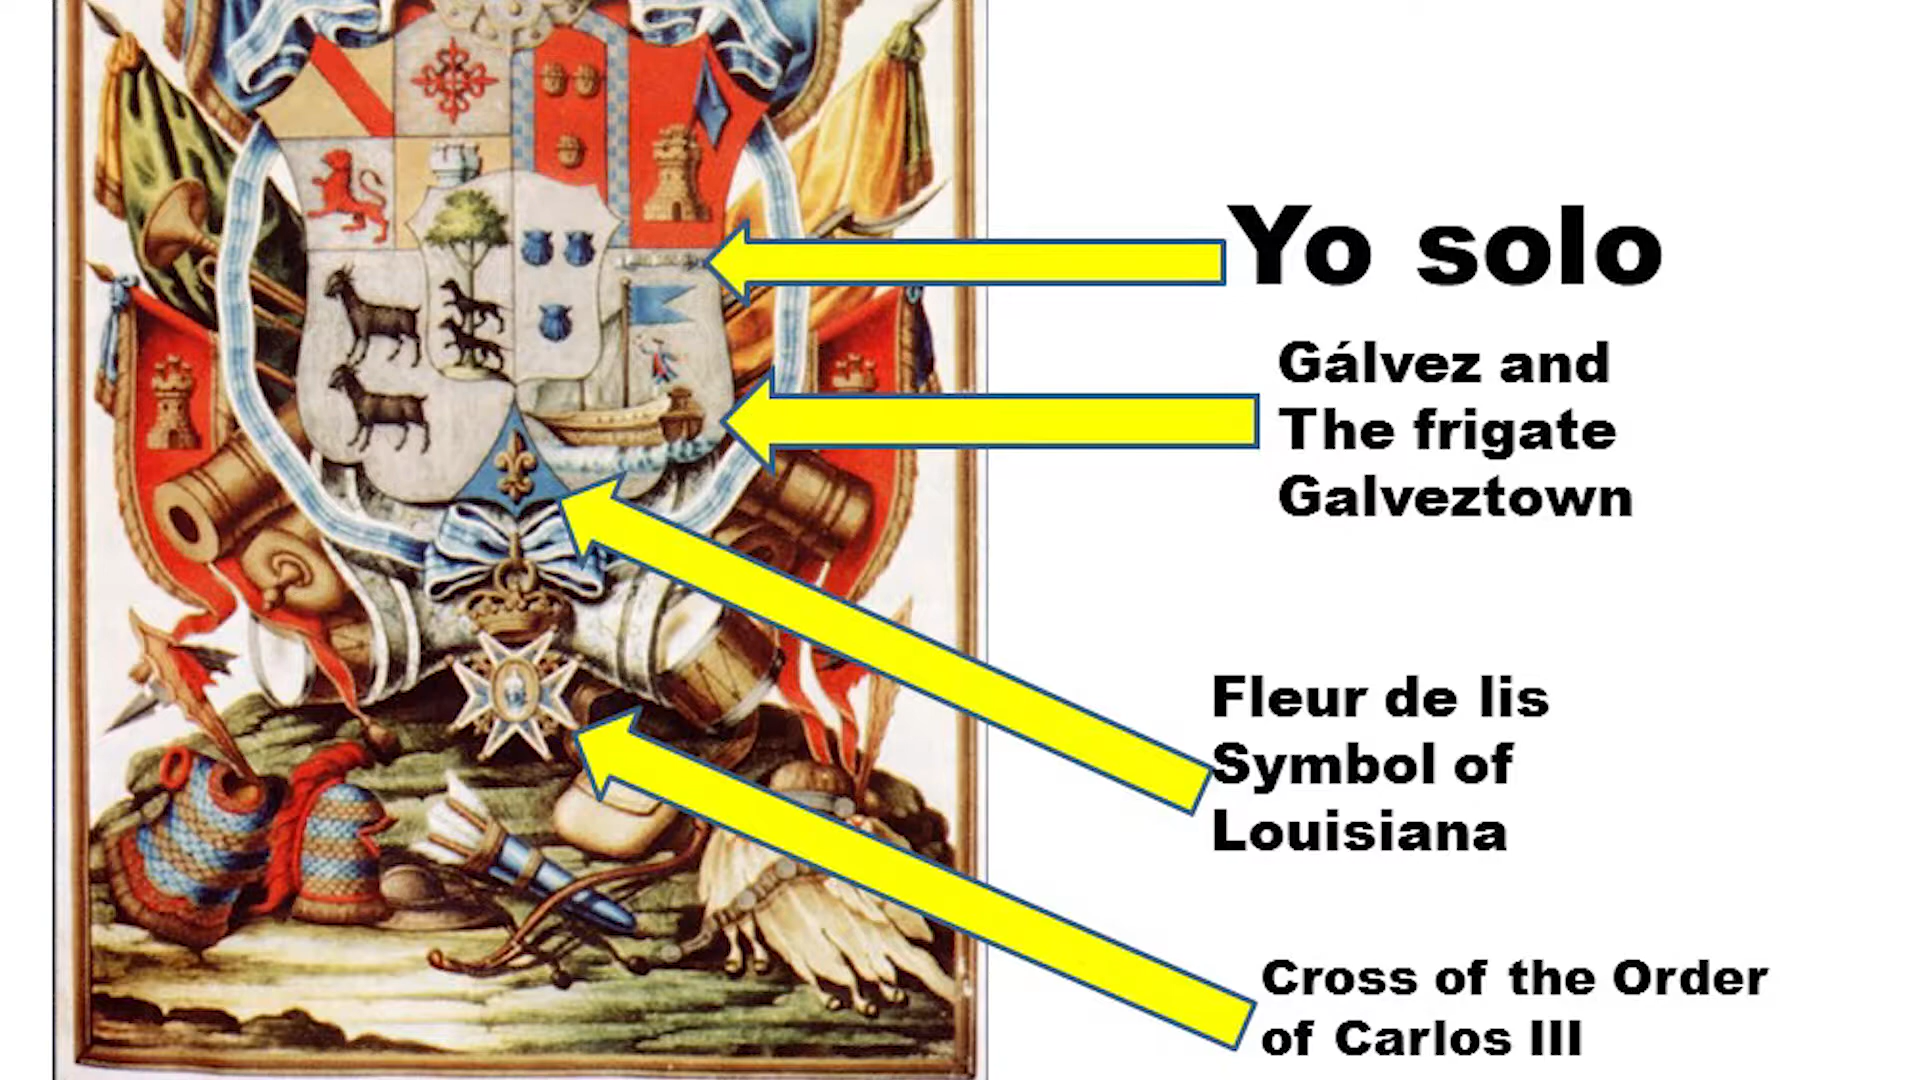 Yo solo
Gálvez and
The frigate
Galveztown
Fleur de lis
Symbol of
Louisiana
Cross of the Order
of Carlos III